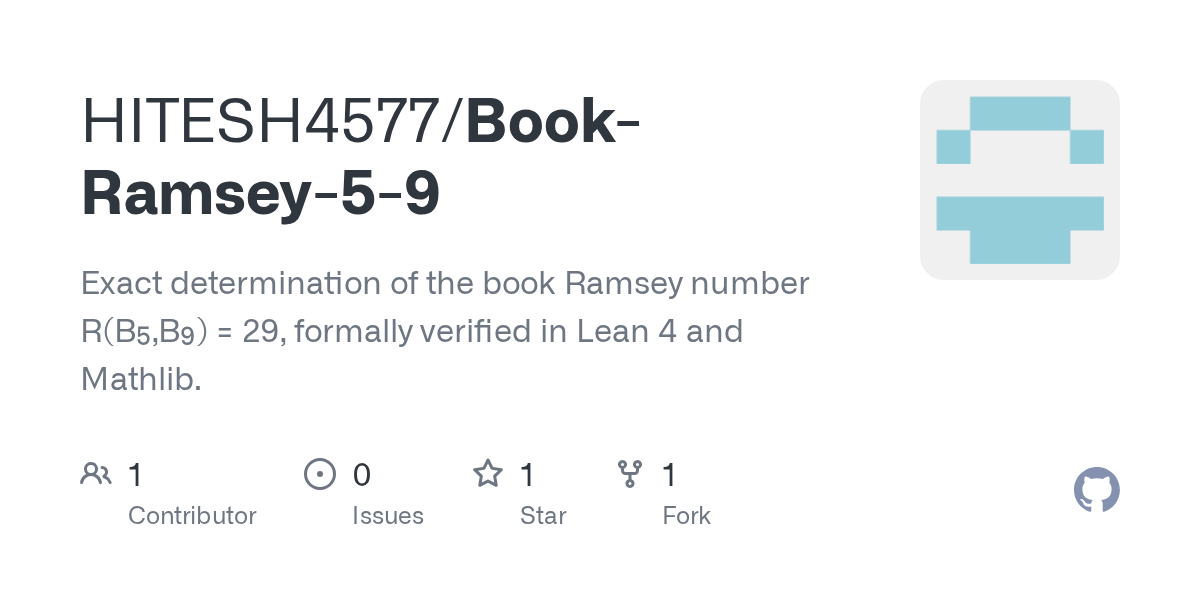 HITESH4577/Book-
Ramsey-5-9
Exact determination of the book Ramsey number
R(B₅,B₉) = 29, formally verified in Lean 4 and
Mathlib.
1 0 1 1
Contributor Issues Star Fork